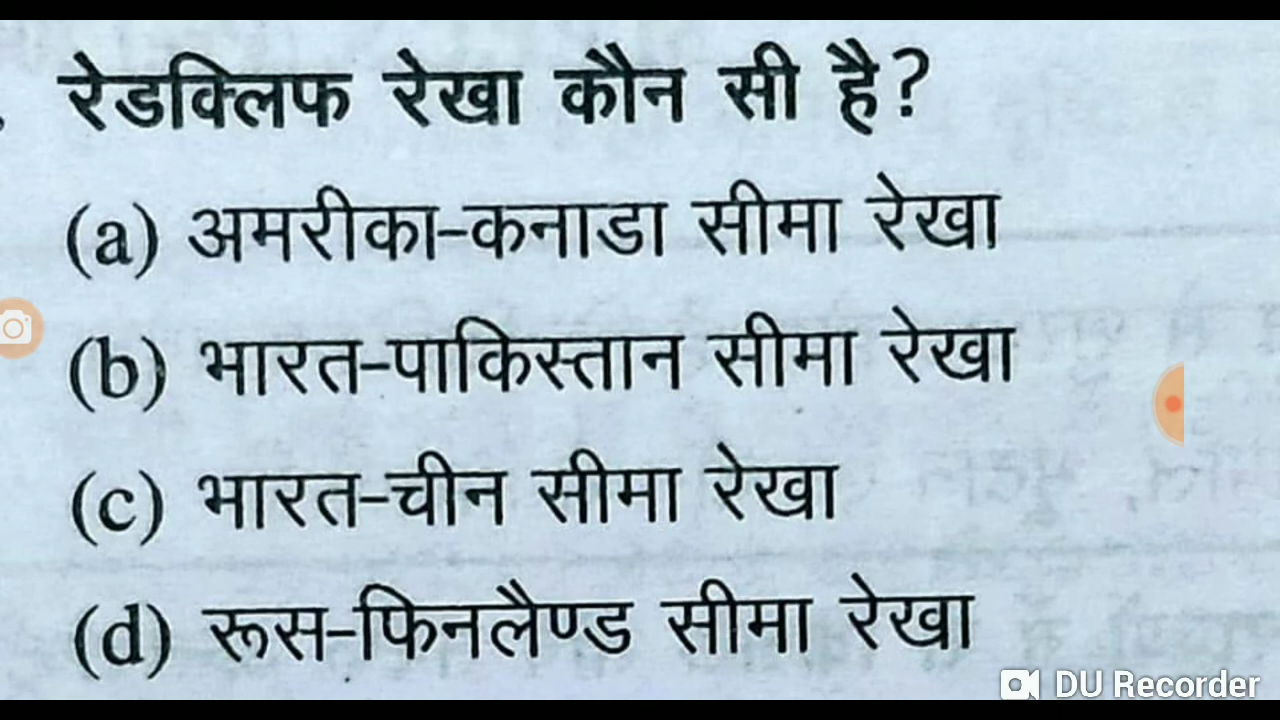 रेडक्लिफ रेखा कौन सी है?
(a) अमरीका-कनाडा सीमा रेखा
(b) भारत-पाकिस्तान सीमा रेखा
(c) भारत-चीन सीमा रेखा
(d) रूस-फिनलैण्ड सीमा रेखा
DU Recorder